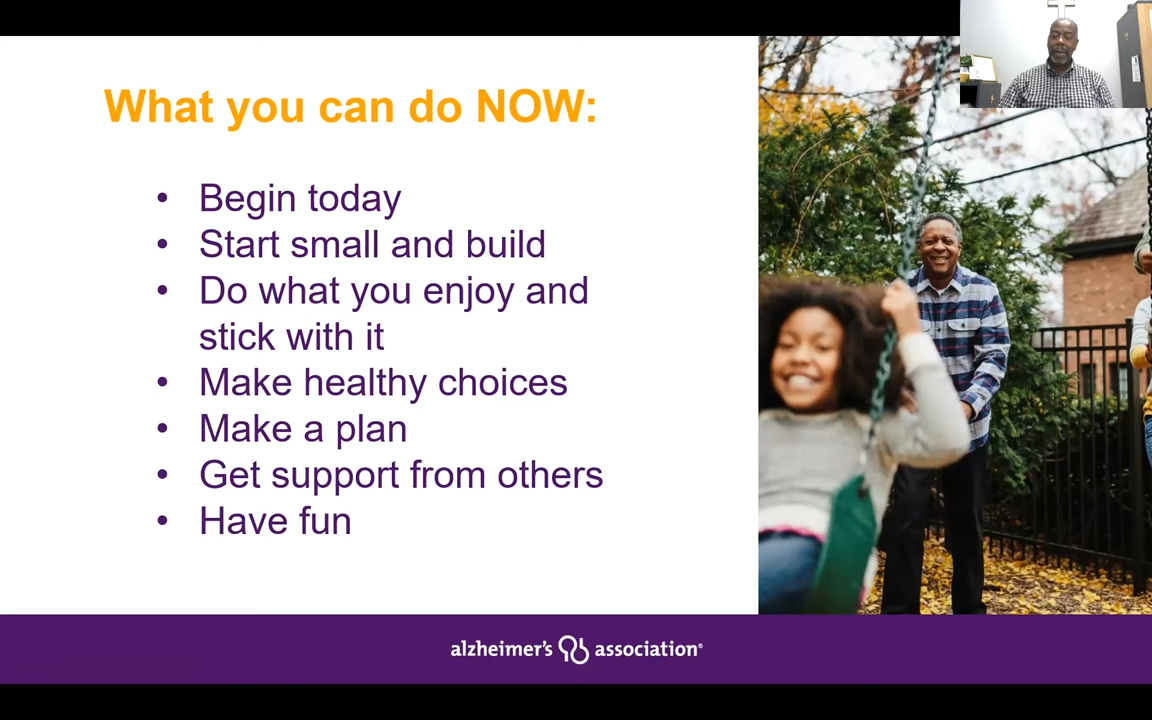 What you can do NOW:
• Begin today
• Start small and build
• Do what you enjoy and
stick with it
• Make healthy choices
• Make a plan
• Get support from others
• Have fun
alzheimer's association®